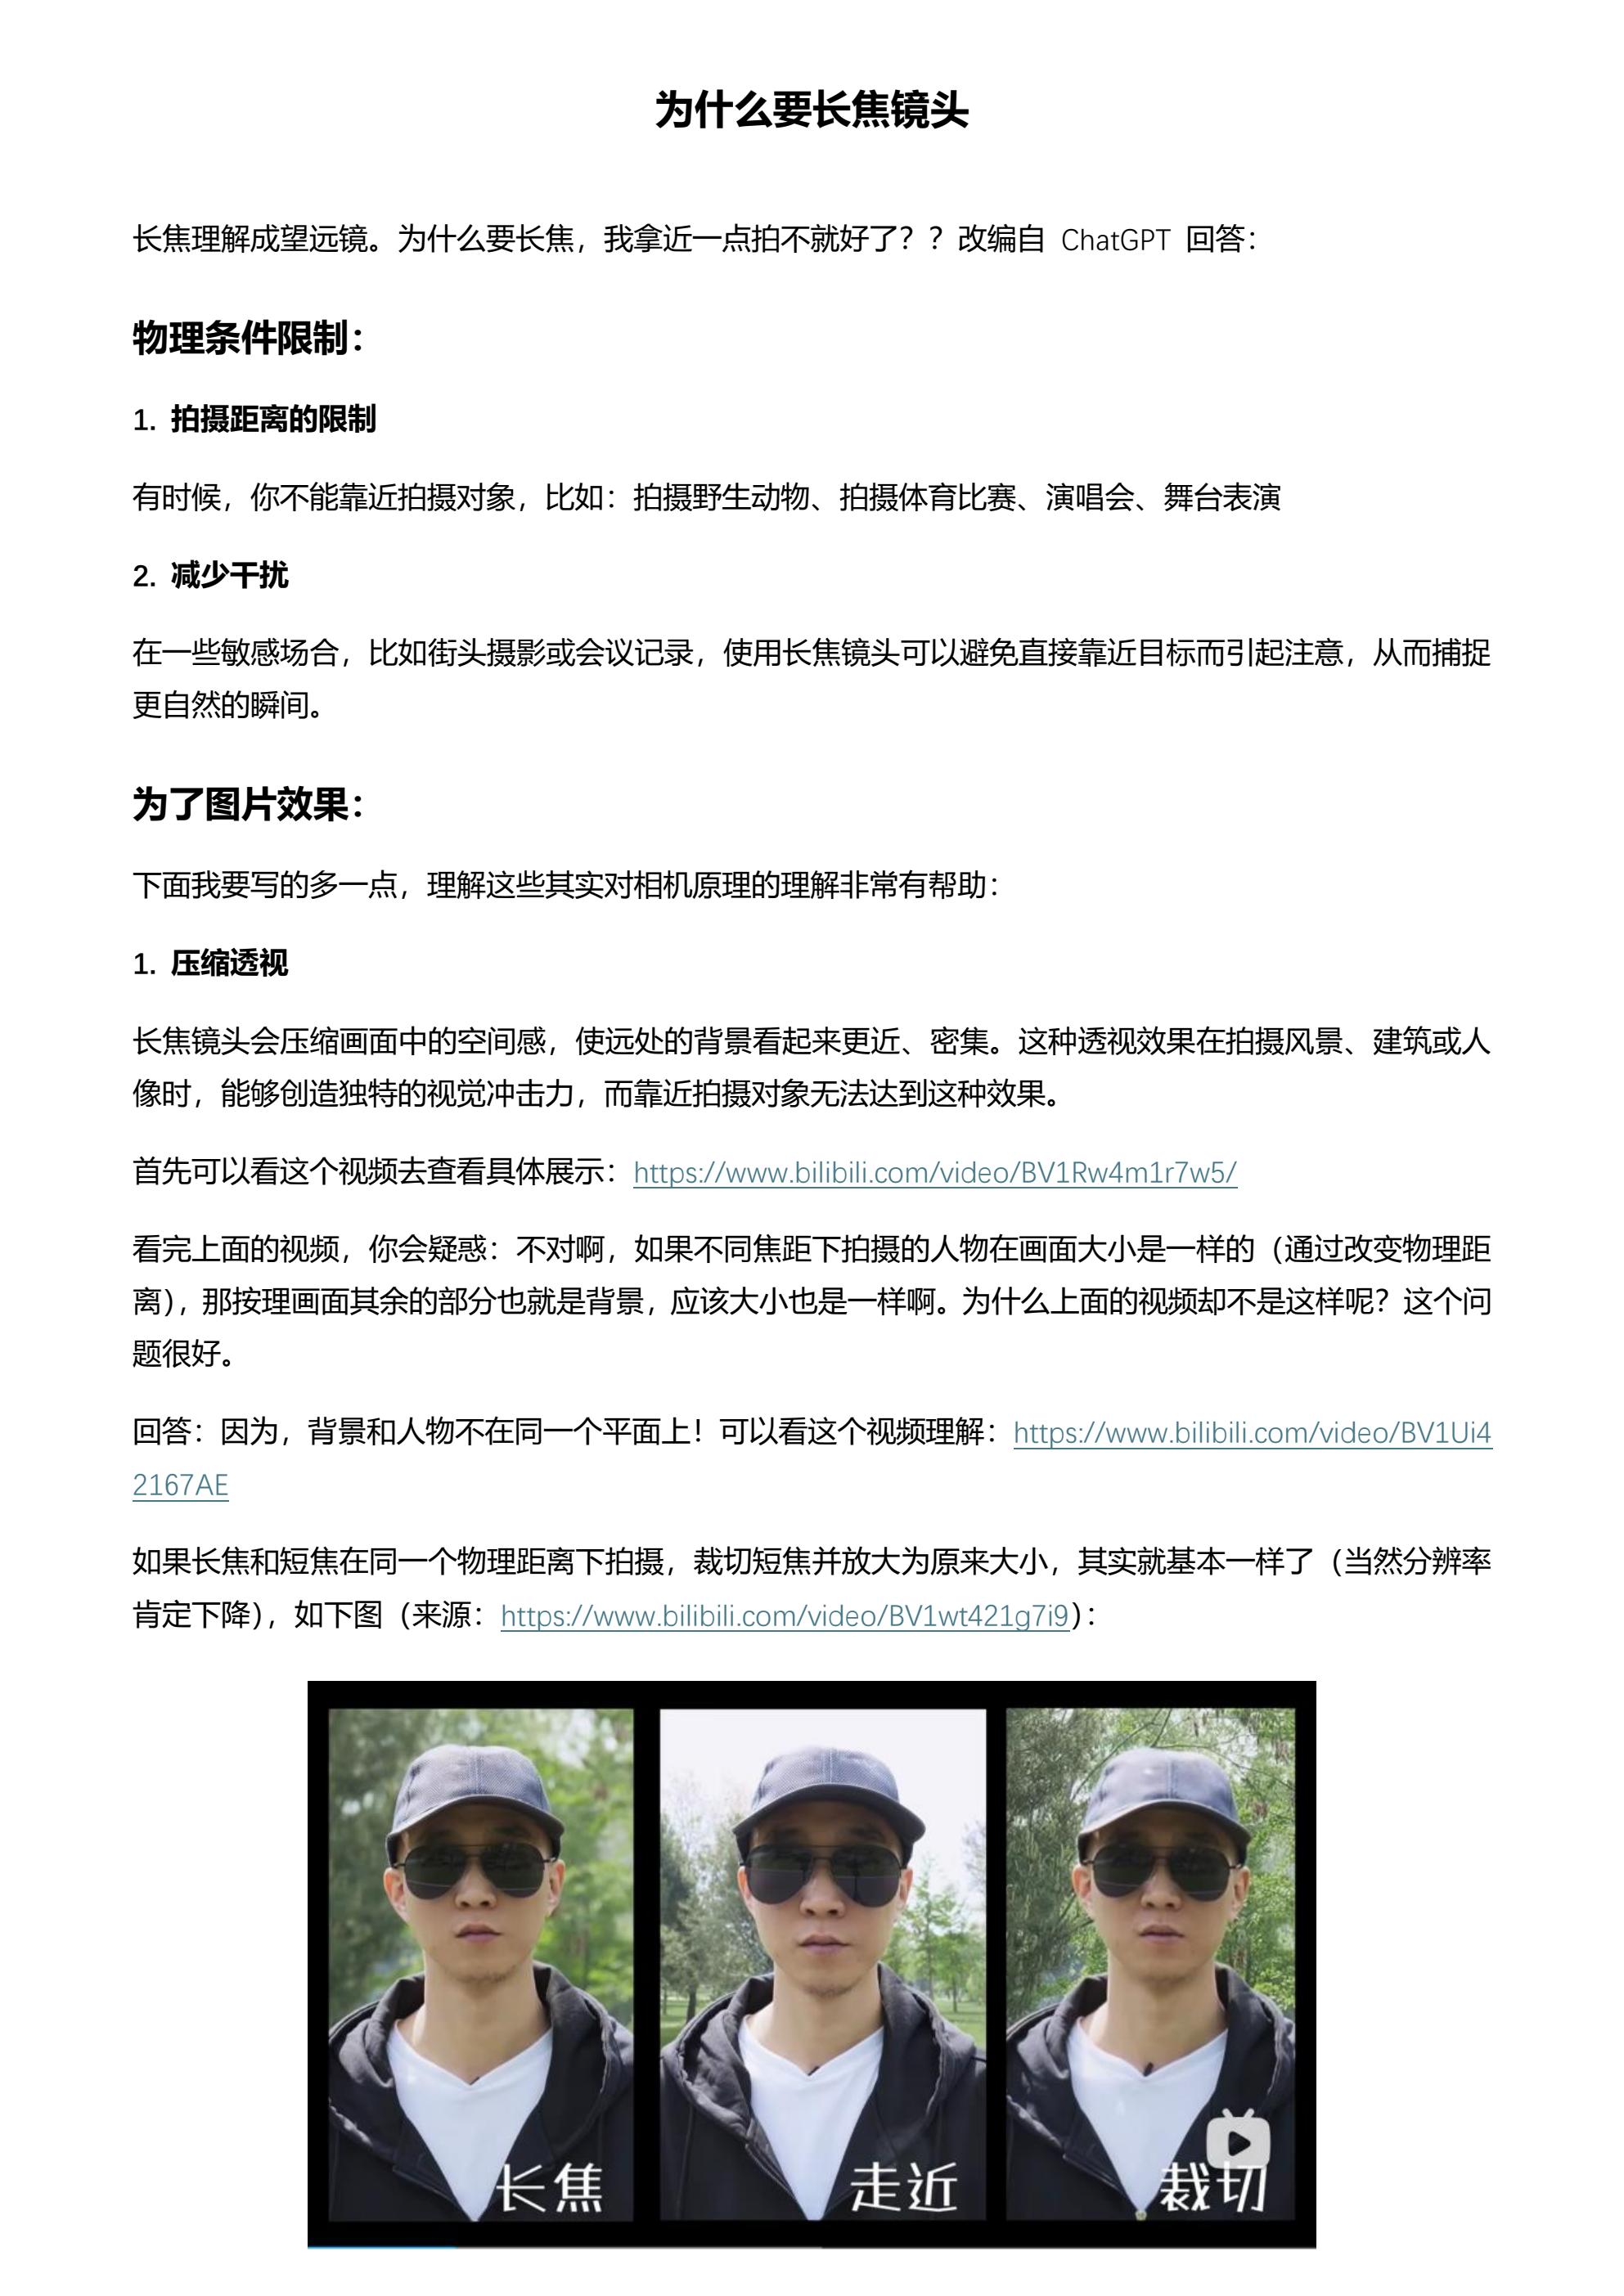 为什么要长焦镜头
长焦理解成望远镜。为什么要长焦，我拿近一点拍不就好了？？改编自 ChatGPT 回答：
物理条件限制：
1. 拍摄距离的限制
有时候，你不能靠近拍摄对象，比如：拍摄野生动物、拍摄体育比赛、演唱会、舞台表演
2. 减少干扰
在一些敏感场合，比如街头摄影或会议记录，使用长焦镜头可以避免直接靠近目标而引起注意，从而捕捉
更自然的瞬间。
为了图片效果：
下面我要写的多一点，理解这些其实对相机原理的理解非常有帮助：
1. 压缩透视
长焦镜头会压缩画面中的空间感，使远处的背景看起来更近、密集。这种透视效果在拍摄风景、建筑或人
像时，能够创造独特的视觉冲击力，而靠近拍摄对象无法达到这种效果。
首先可以看这个视频去查看具体展示：https://www.bilibili.com/video/BV1Rw4m1r7w5/
看完上面的视频，你会疑惑：不对啊，如果不同焦距下拍摄的人物在画面大小是一样的（通过改变物理距
离），那按理画面其余的部分也就是背景，应该大小也是一样啊。为什么上面的视频却不是这样呢？这个问
题很好。
回答：因为，背景和人物不在同一个平面上！可以看这个视频理解：https://www.bilibili.com/video/BV1Ui4
2167AE
如果长焦和短焦在同一个物理距离下拍摄，裁切短焦并放大为原来大小，其实就基本一样了（当然分辨率
肯定下降），如下图（来源：https://www.bilibili.com/video/BV1wt421g7i9）：
长焦
走近
裁切